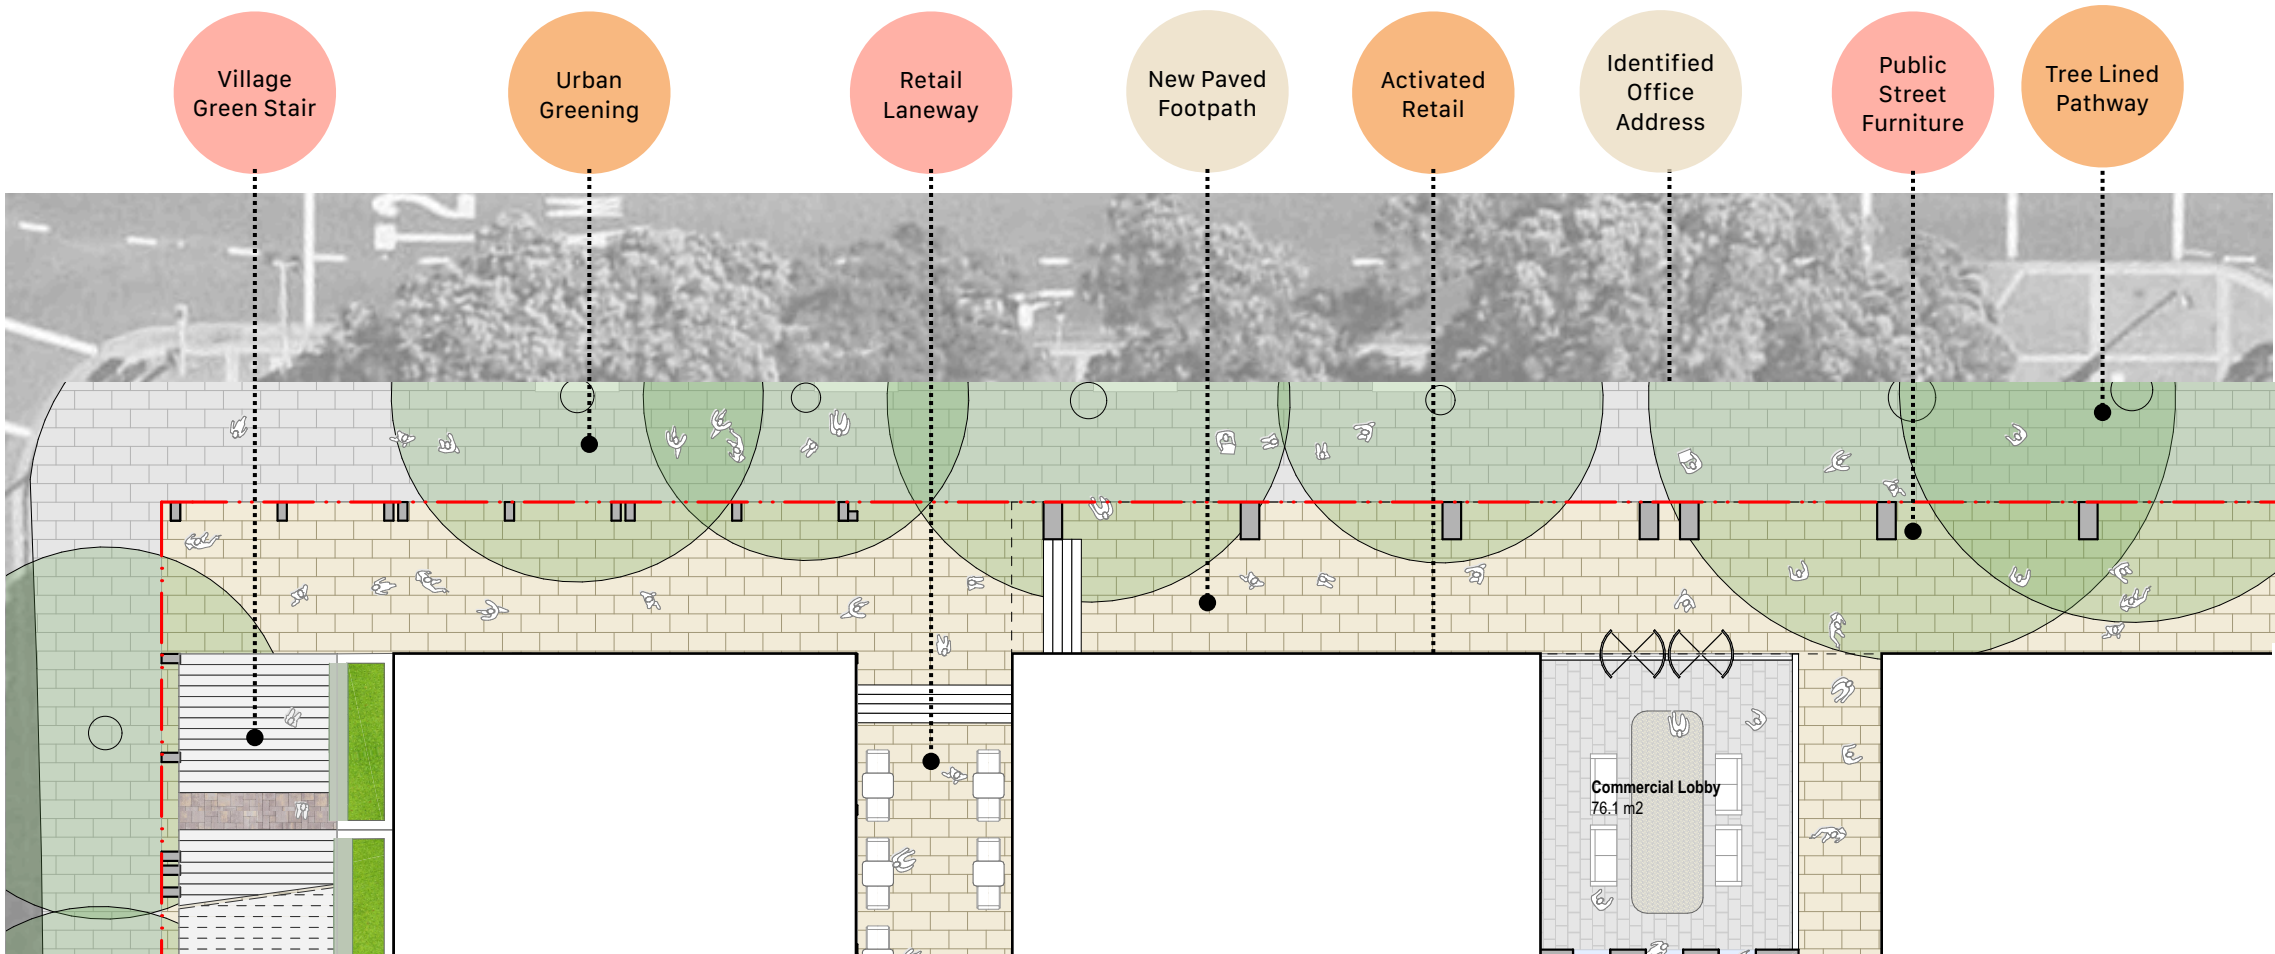 Village
Green Stair
Urban
Greening
Retail
Laneway
New Paved
Footpath
Activated
Retail
Identified
Office
Address
Public
Street
Furniture
Tree Lined
Pathway
Commercial Lobby
76.1 m2